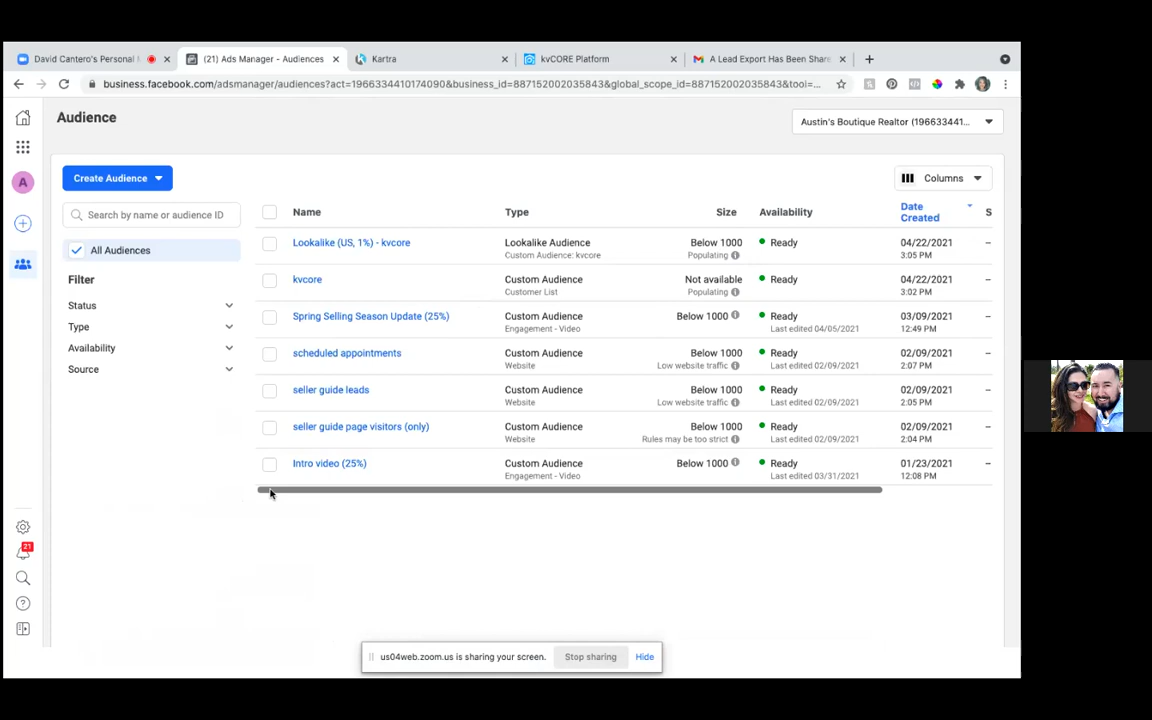 David Cantero's Personal
(21) Ads Manager - Audiences
Kartra
kvCORE Platform
A Lead Export Has Been Share
business.facebook.com/adsmanager/audiences?act=1966334410174090&business_id=887152002035843&global_scope_id=887152002035843&tool=...
Audience
Austin's Boutique Realtor (196633441...
Create Audience
Columns
Search by name or audience ID
All Audiences
Filter
Status
Type
Availability
Source
Name Type Size Availability Date Created S
Lookalike (US, 1%) - kvcore Lookalike Audience Below 1000 Ready 04/22/2021 –
Custom Audience: kvcore Populating 3:05 PM
kvcore Custom Audience Not available Ready 04/22/2021 –
Customer List Populating 3:02 PM
Spring Selling Season Update (25%) Custom Audience Below 1000 Ready 03/09/2021 –
Engagement - Video Last edited 04/05/2021 12:49 PM
scheduled appointments Custom Audience Below 1000 Ready 02/09/2021 –
Website Low website traffic Last edited 02/09/2021 2:07 PM
seller guide leads Custom Audience Below 1000 Ready 02/09/2021 –
Website Low website traffic Last edited 02/09/2021 2:05 PM
seller guide page visitors (only) Custom Audience Below 1000 Ready 02/09/2021 –
Website Rules may be too strict Last edited 02/09/2021 2:04 PM
Intro video (25%) Custom Audience Below 1000 Ready 01/23/2021 –
Engagement - Video Last edited 03/31/2021 12:08 PM
A
21
us04web.zoom.us is sharing your screen. Stop sharing Hide